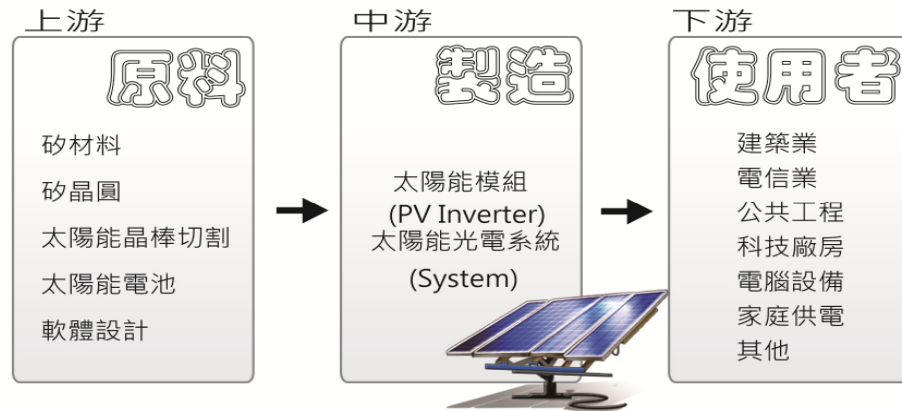 上游
原料
矽材料
矽晶圓
太陽能晶棒切割
太陽能電池
軟體設計
中游
製造
太陽能模組
(PV Inverter)
太陽能光電系統
(System)
下游
使用者
建築業
電信業
公共工程
科技廠房
電腦設備
家庭供電
其他